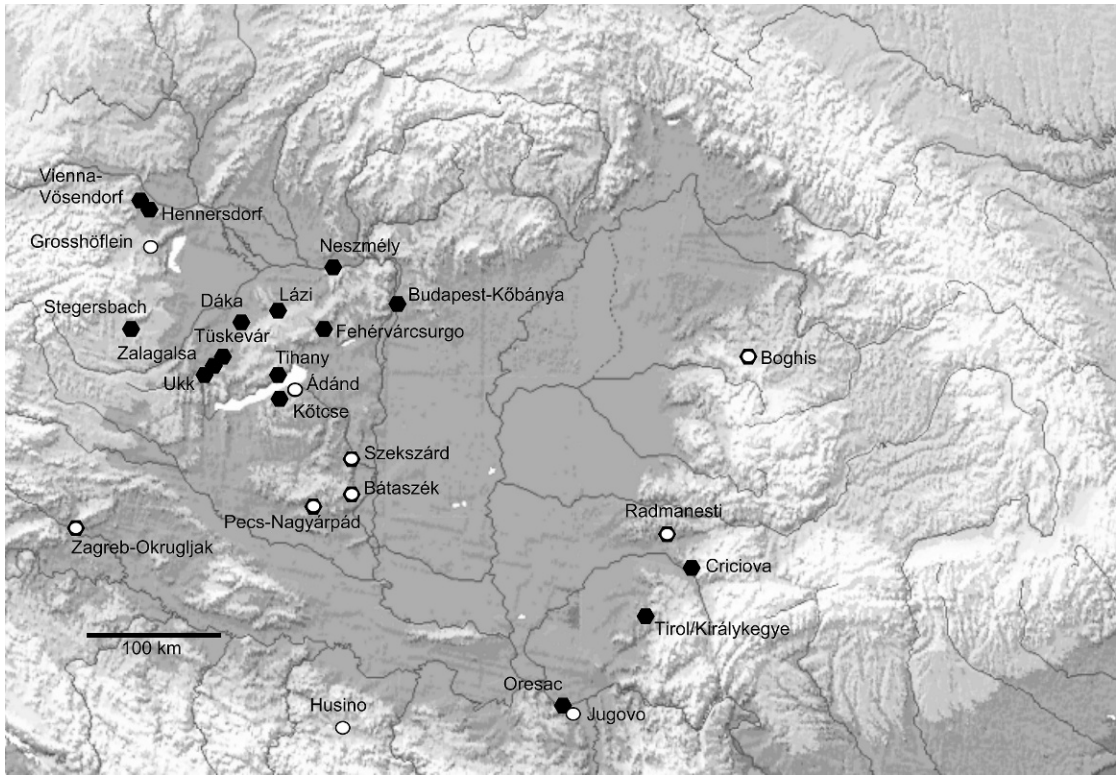 Vienna-
Vösendorf
Hennersdorf
Grosshöflein
Neszmély
Stegersbach
Dáka
Lázi
Budapest-Kőbánya
Tüskevár
Fehérvárcsurgo
Zalagalsa
Tihany
Boghis
Ukk
Ádánd
Kőtcse
Szekszárd
Bátaszék
Pecs-Nagyárpád
Radmanesti
Zagreb-Okrugljak
Criciova
100 km
Tirol/Királykegye
Oresac
Husino
Jugovo